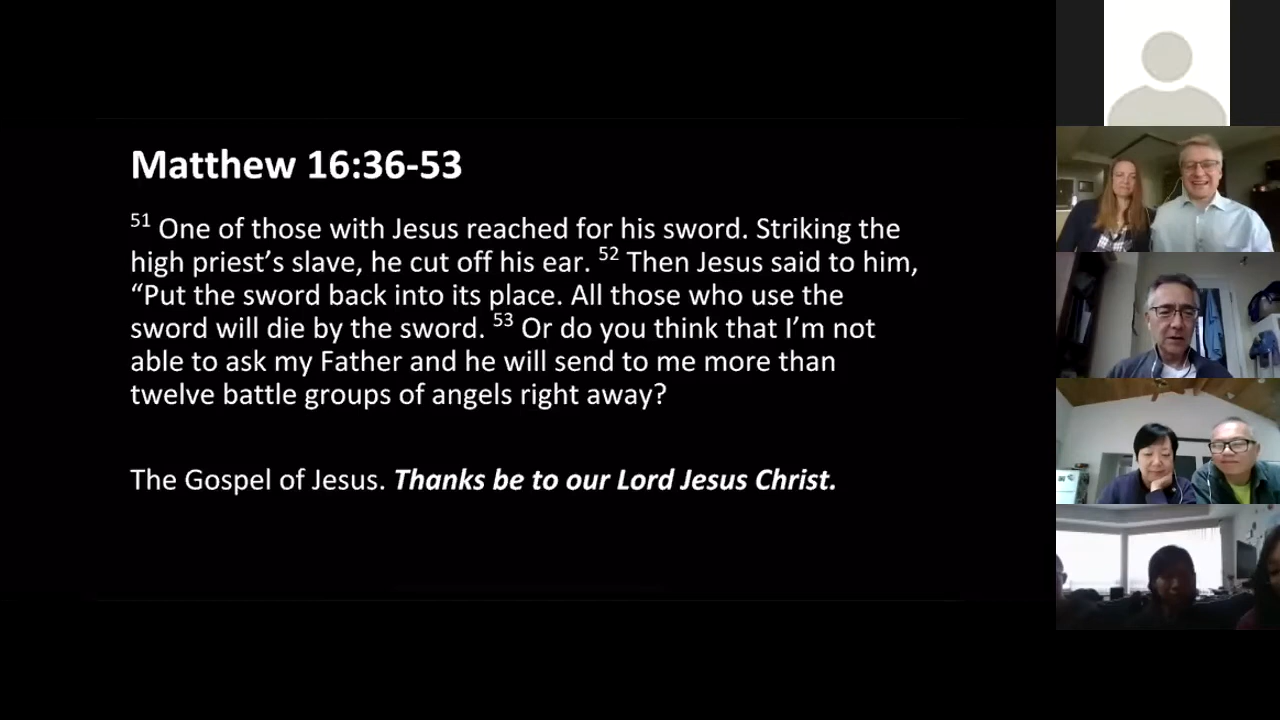 Matthew 16:36-53
51 One of those with Jesus reached for his sword. Striking the
high priest’s slave, he cut off his ear. 52 Then Jesus said to him,
“Put the sword back into its place. All those who use the
sword will die by the sword. 53 Or do you think that I’m not
able to ask my Father and he will send to me more than
twelve battle groups of angels right away?
The Gospel of Jesus. Thanks be to our Lord Jesus Christ.